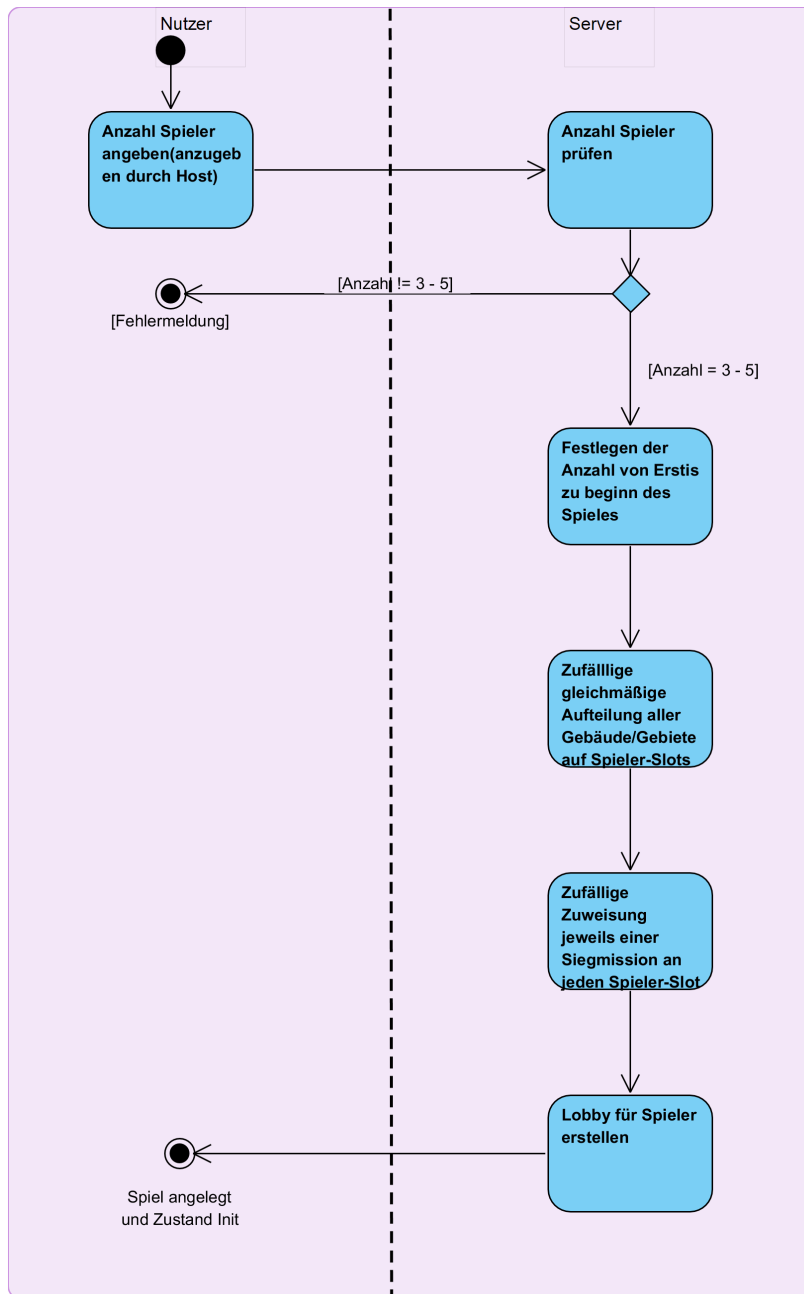 Nutzer
Server
Anzahl Spieler
angeben(anzugeb
en durch Host)
Anzahl Spieler
prüfen
[Anzahl != 3 - 5]
[Fehlermeldung]
[Anzahl = 3 - 5]
Festlegen der
Anzahl von Erstis
zu beginn des
Spieles
Zufälllige
gleichmäßige
Aufteilung aller
Gebäude/Gebiete
auf Spieler-Slots
Zufällige
Zuweisung
jeweils einer
Siegmission an
jeden Spieler-Slot
Lobby für Spieler
erstellen
Spiel angelegt
und Zustand Init